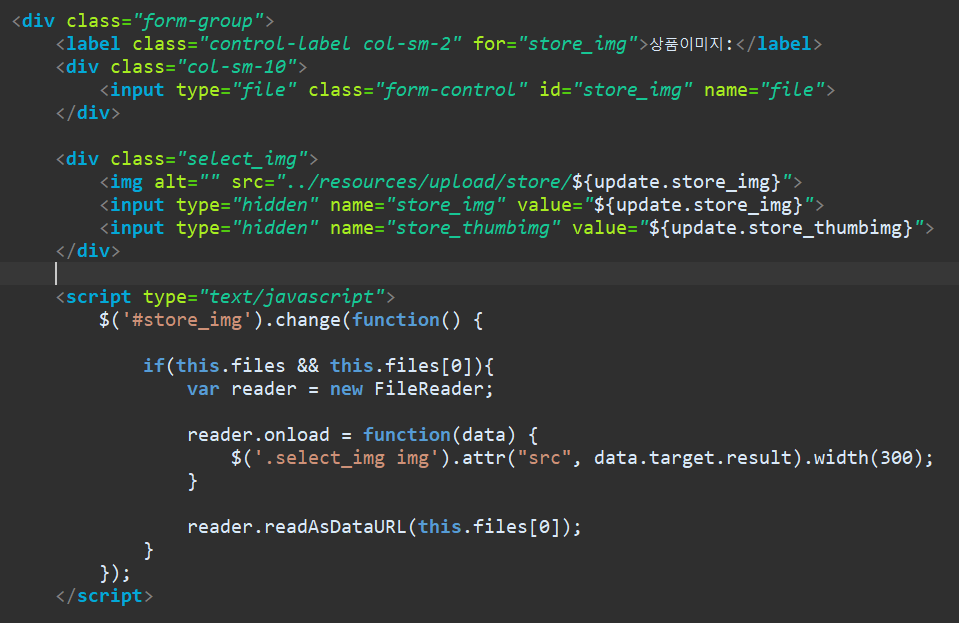 <div class="form-group">
    <label class="control-label col-sm-2" for="store_img">상품이미지:</label>
    <div class="col-sm-10">
        <input type="file" class="form-control" id="store_img" name="file">
    </div>

    <div class="select_img">
        <img alt="" src="../resources/upload/store/${update.store_img}">
        <input type="hidden" name="store_img" value="${update.store_img}">
        <input type="hidden" name="store_thumbimg" value="${update.store_thumbimg}">
    </div>

    <script type="text/javascript">
        $('#store_img').change(function() {

            if(this.files && this.files[0]){
                var reader = new FileReader;

                reader.onload = function(data) {
                    $('.select_img img').attr("src", data.target.result).width(300);
                }

                reader.readAsDataURL(this.files[0]);
            }
        });
    </script>